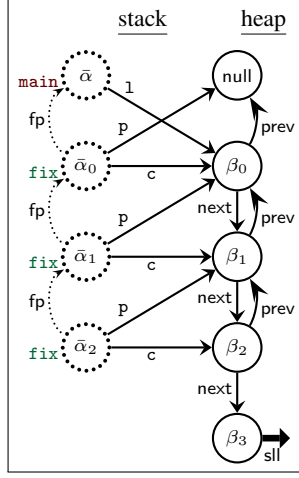 stack heap
main ᾱ l null
fp p prev
fix ᾱ₀ c β₀
fp p next prev
fix ᾱ₁ c β₁
fp p next prev
fix ᾱ₂ c β₂
next
β₃ sll